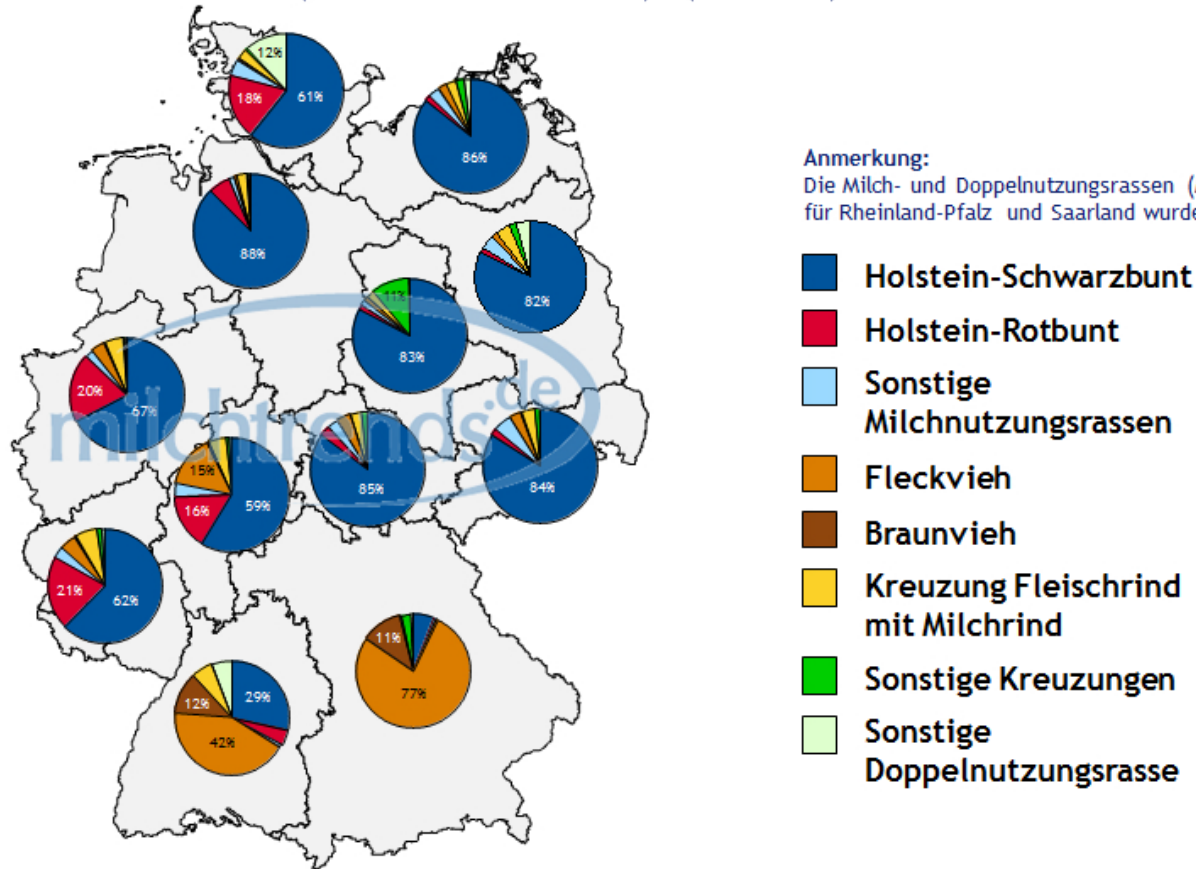 12%
18%
61%
86%
88%
82%
11%
83%
20%
67%
milchtrends.de
15%
59%
16%
85%
84%
21%
62%
11%
77%
29%
12%
42%
Anmerkung:
Die Milch- und Doppelnutzungsrassen
für Rheinland-Pfalz und Saarland
Holstein-Schwarzbunt
Holstein-Rotbunt
Sonstige
Milchnutzungsrassen
Fleckvieh
Braunvieh
Kreuzung Fleischrind
mit Milchrind
Sonstige Kreuzungen
Sonstige
Doppelnutzungsrasse